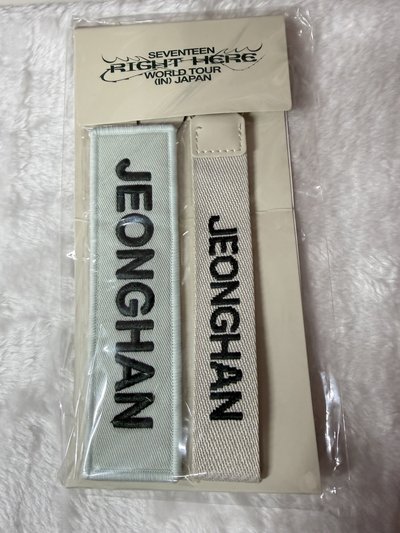 SEVENTEEN
RIGHT HERE
WORLD TOUR
(IN) JAPAN
JEONGHAN
JEONGHAN